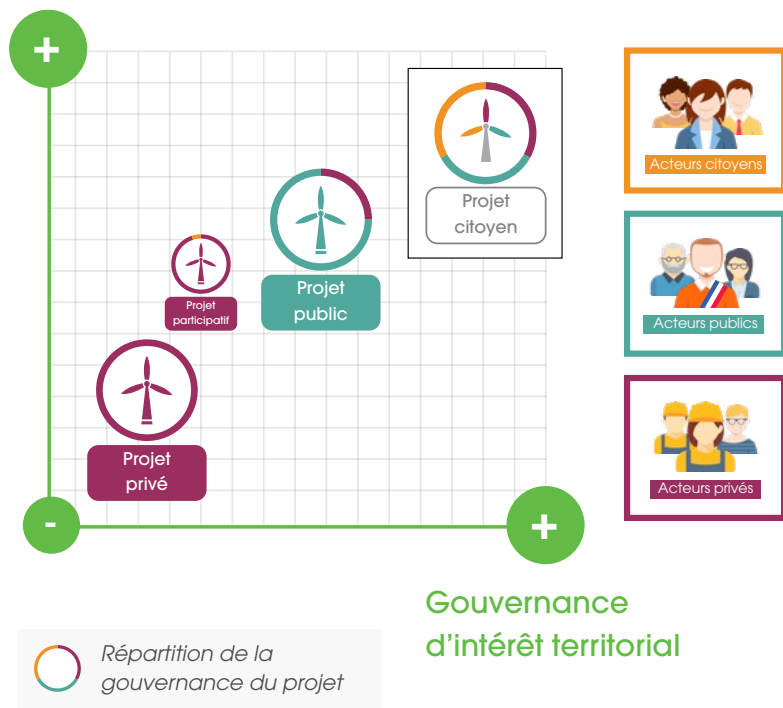 +
Projet
citoyen
Projet
public
Projet
participatif
Projet
privé
-
+
Gouvernance
d'intérêt territorial
Acteurs citoyens
Acteurs publics
Acteurs privés
Répartition de la
gouvernance du projet